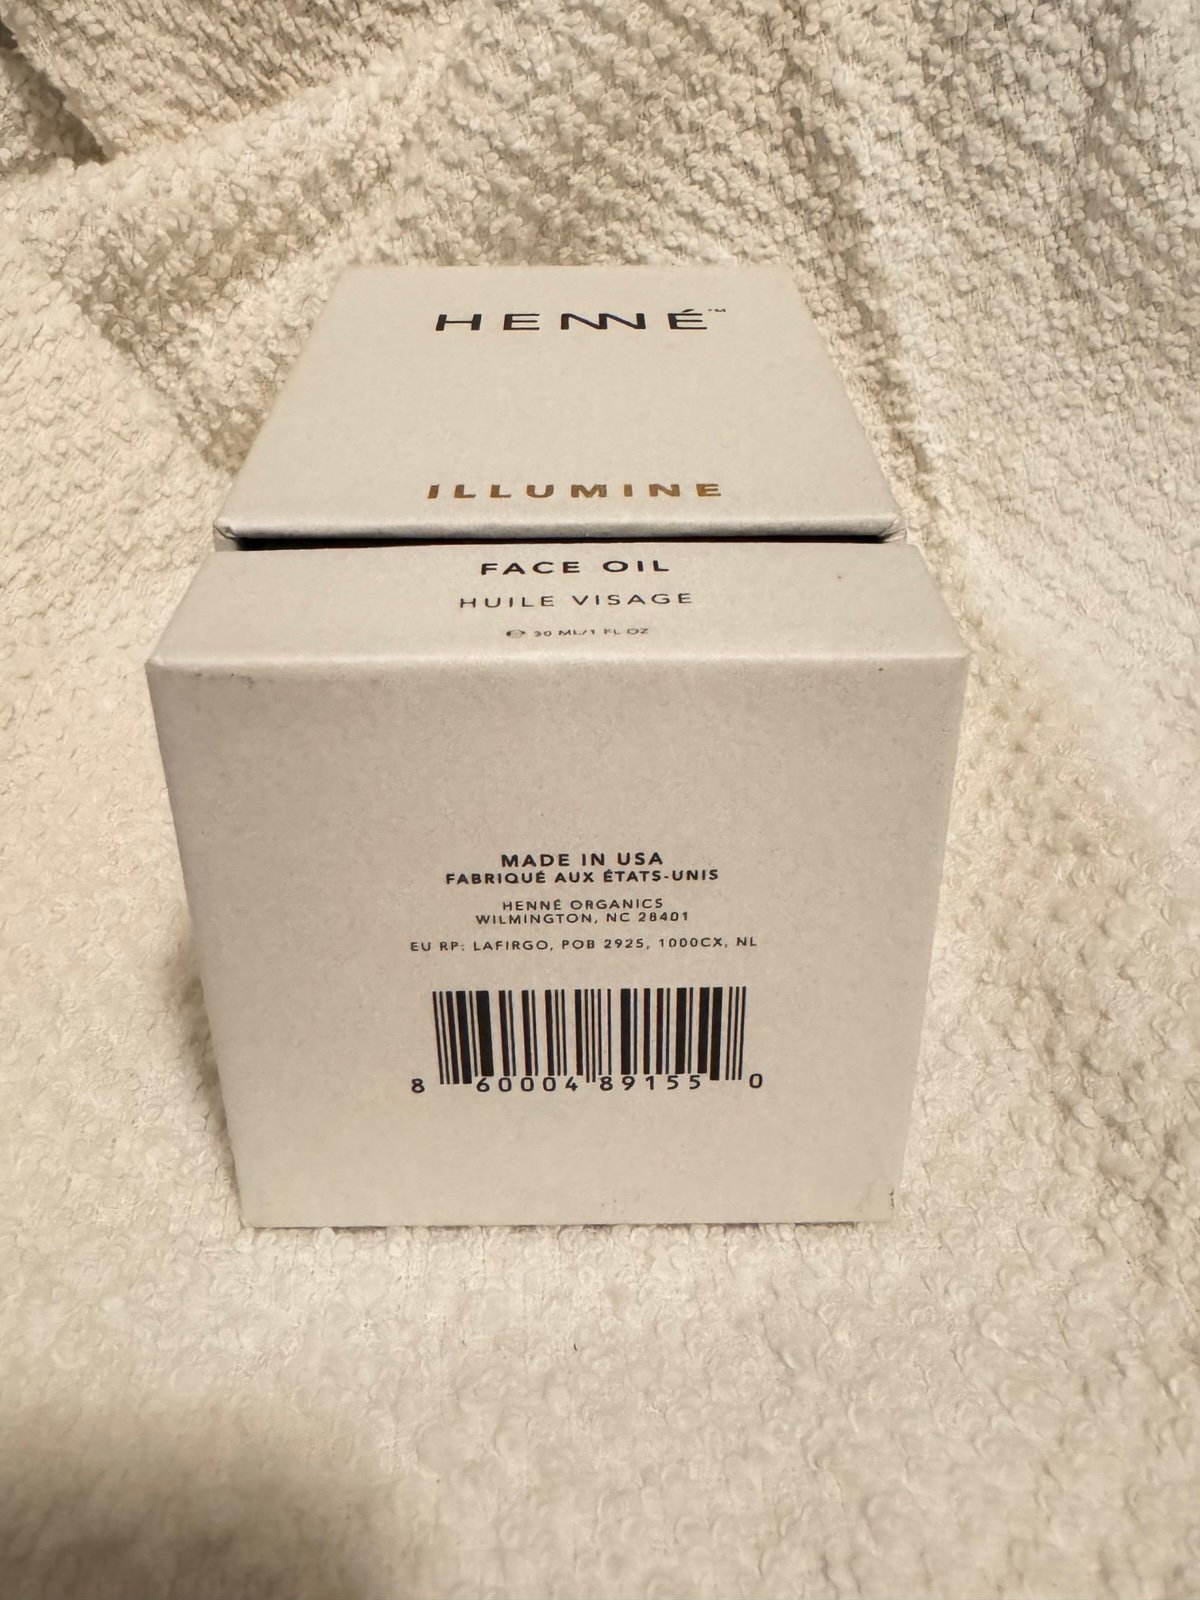 HENNÉ™
ILLUMINE
FACE OIL
HUILE VISAGE
℮ 30 ML/1 FL OZ
MADE IN USA
FABRIQUÉ AUX ÉTATS-UNIS
HENNÉ ORGANICS
WILMINGTON, NC 28401
EU RP: LAFIRGO, POB 2925, 1000CX, NL
8 60004 89155 0